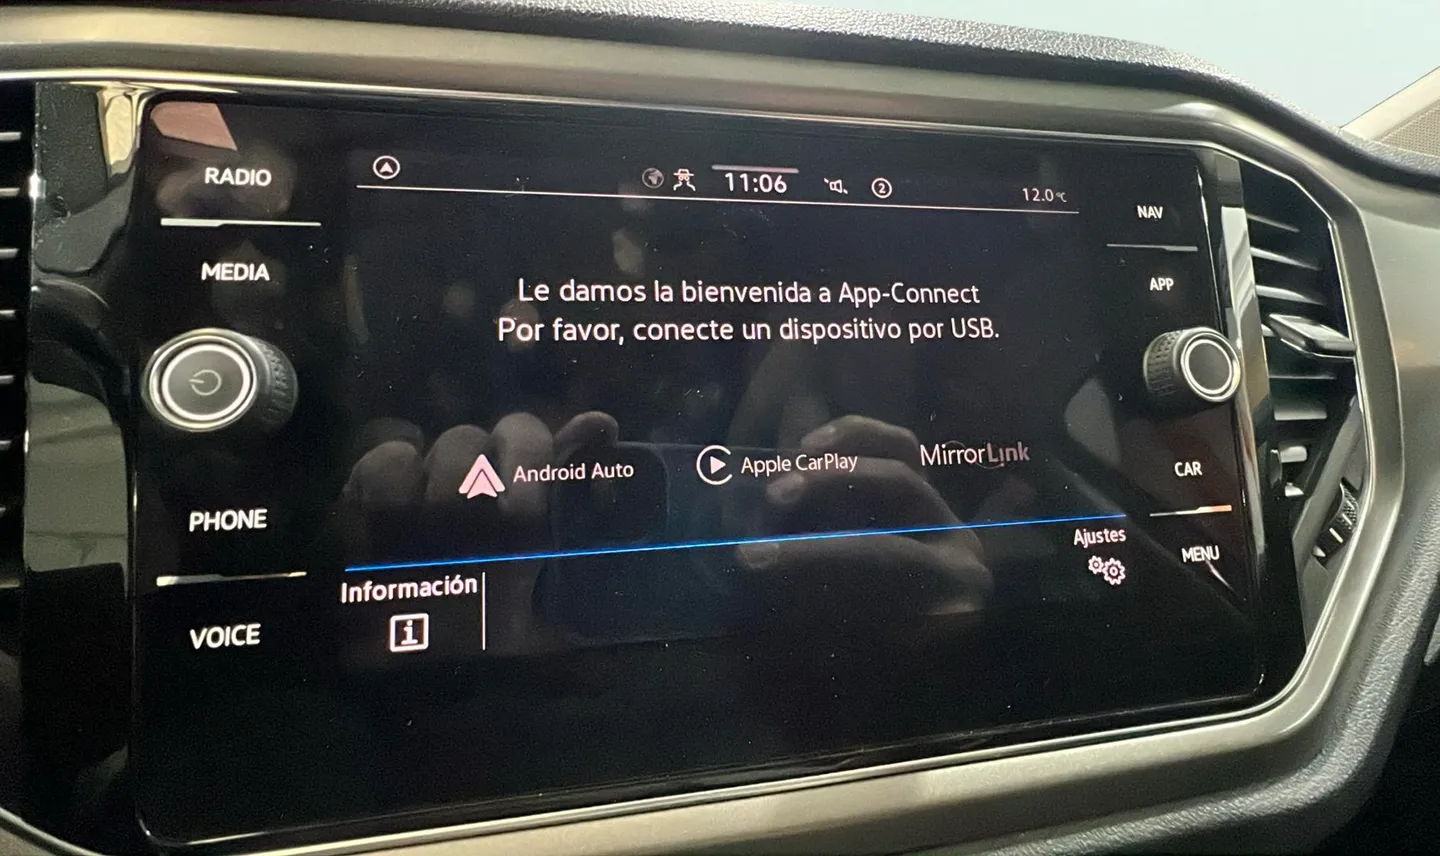 RADIO
MEDIA
PHONE
VOICE
11:06
2
12.0°C
Le damos la bienvenida a App-Connect
Por favor, conecte un dispositivo por USB.
Android Auto
Apple CarPlay
MirrorLink
Información
i
Ajustes
NAV
APP
CAR
MENU